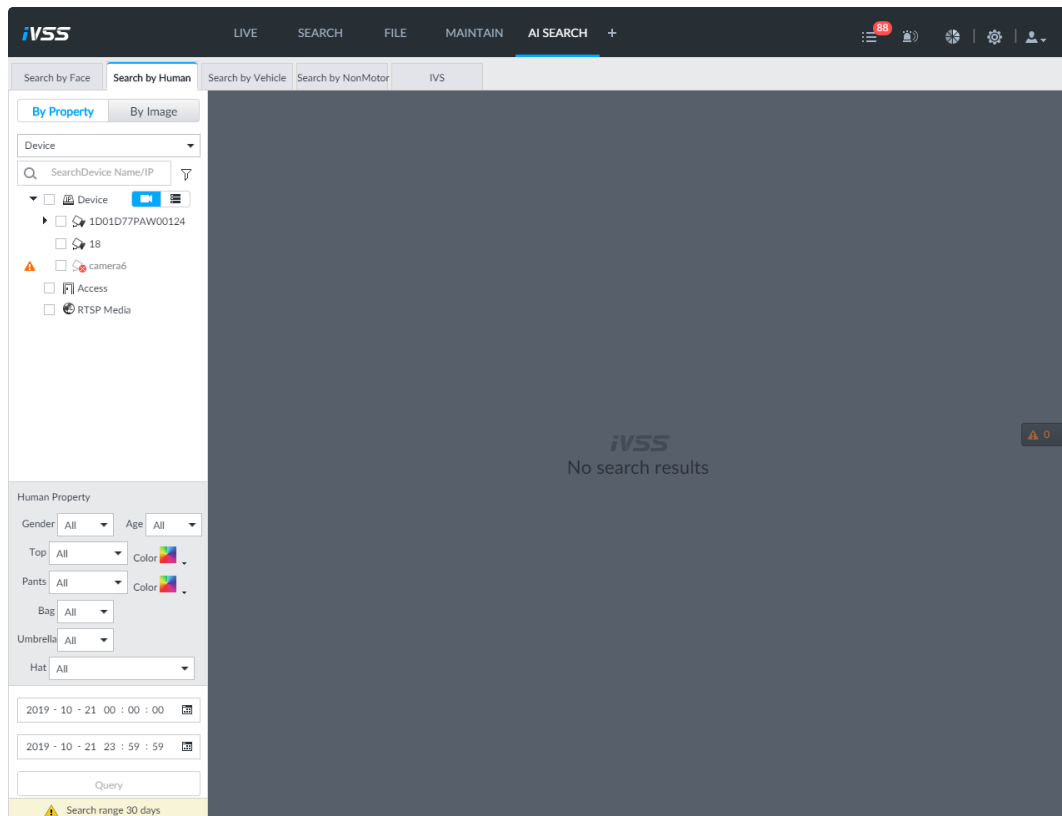 iVSS LIVE SEARCH FILE MAINTAIN AI SEARCH + 88
Search by Face Search by Human Search by Vehicle Search by NonMotor IVS
By Property By Image
Device
SearchDevice Name/IP
Device
1D01D77PAW00124
18
camera6
Access
RTSP Media
0
iVSS
No search results
Human Property
Gender All Age All
Top All Color
Pants All Color
Bag All
Umbrella All
Hat All
2019 - 10 - 21 00 : 00 : 00
2019 - 10 - 21 23 : 59 : 59
Query
Search range 30 days